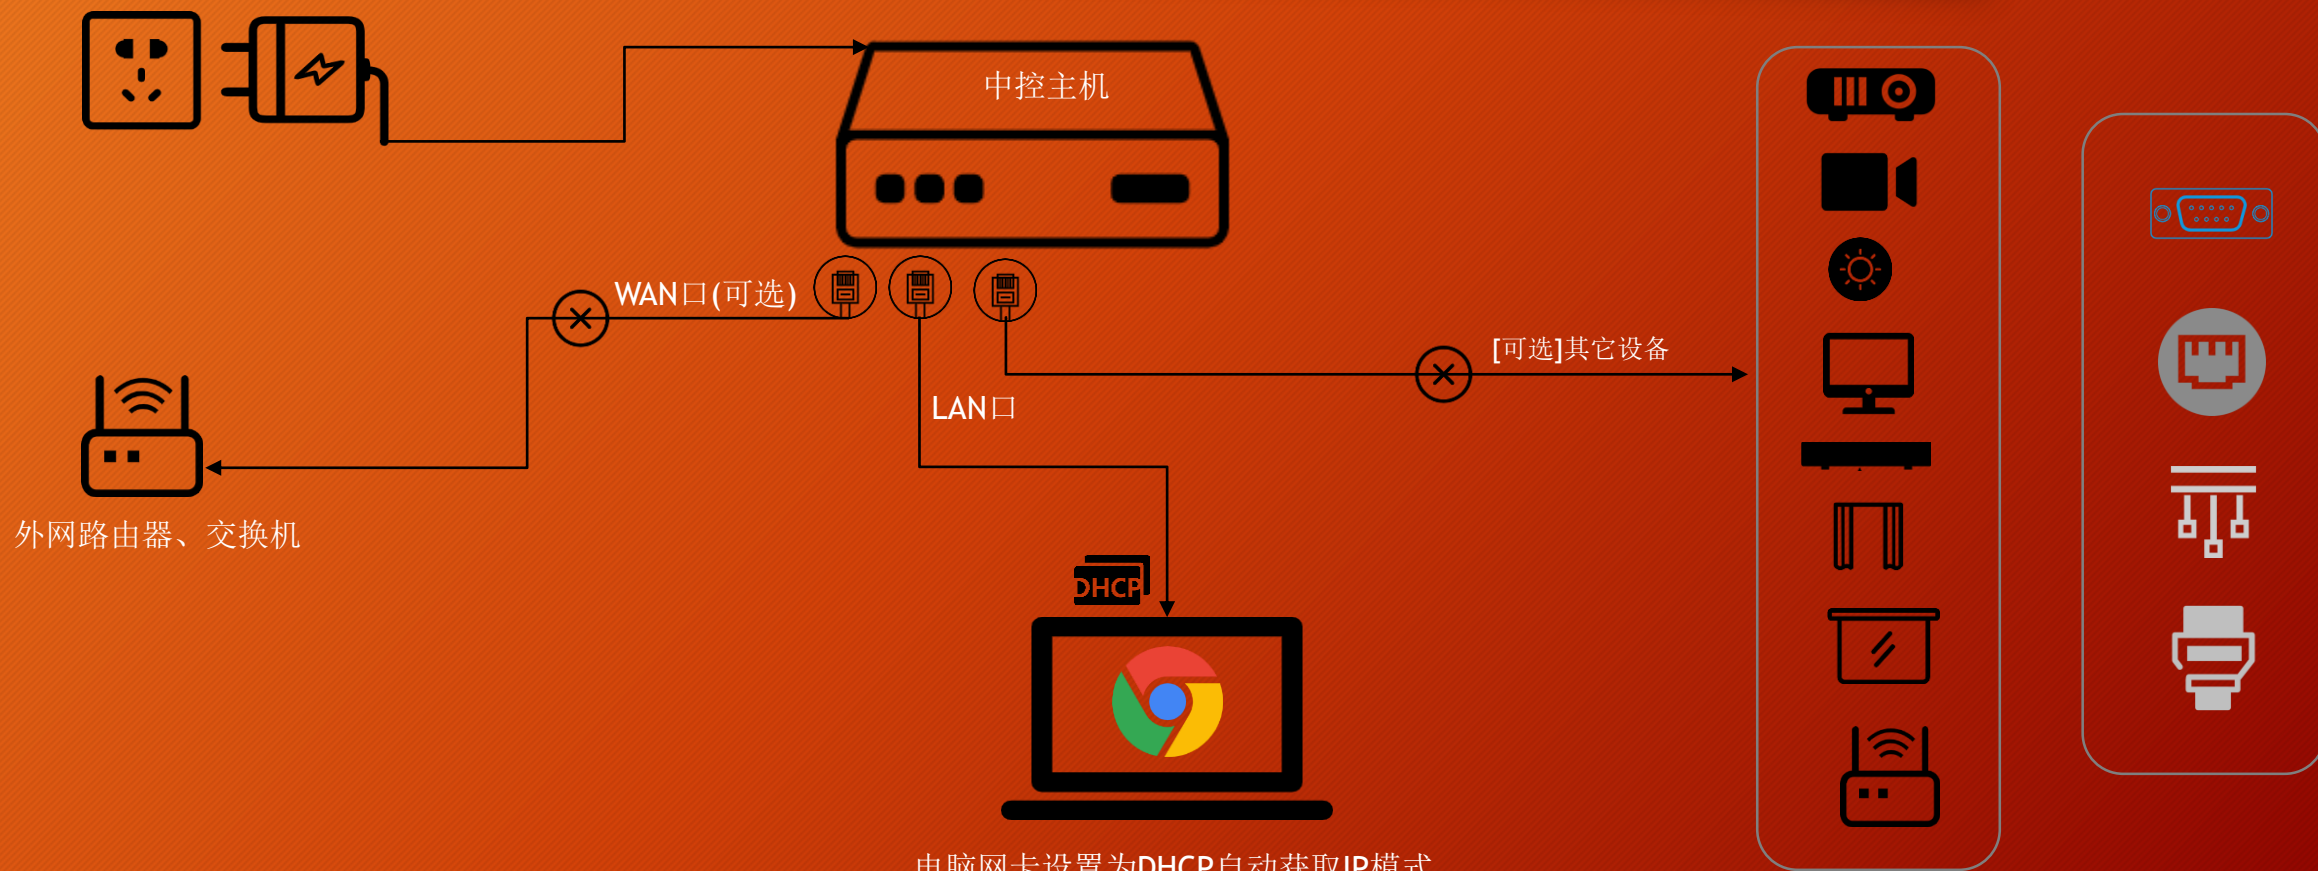 中控主机
WAN口(可选)
[可选]其它设备
LAN口
外网路由器、交换机
DHCP
电脑网卡设置为DHCP自动获取IP模式